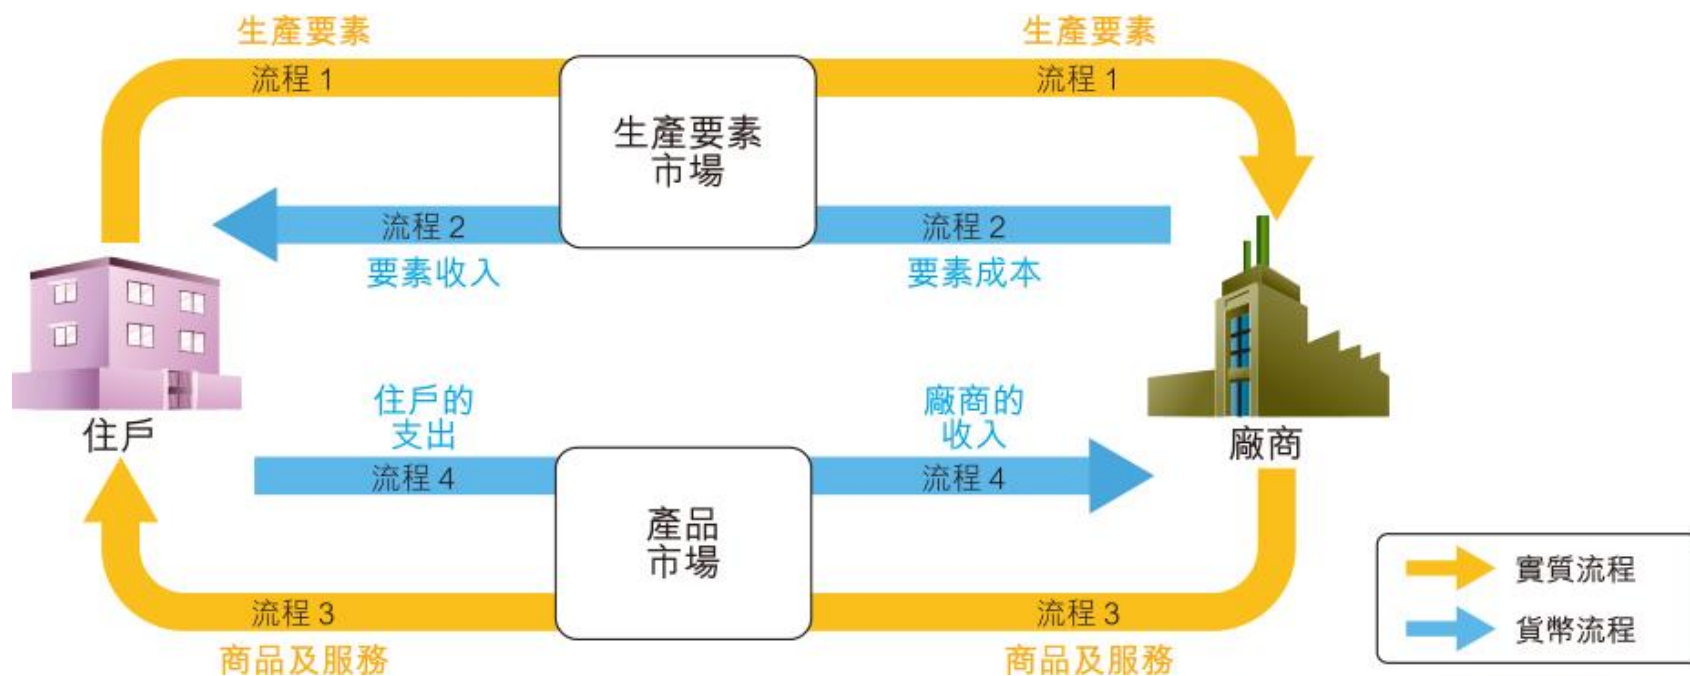 生產要素
生產要素
流程 1
流程 1
生產要素
市場
流程 2
流程 2
要素收入
要素成本
住戶的
支出
廠商的
收入
住戶
廠商
流程 4
流程 4
產品
市場
實質流程
流程 3
流程 3
貨幣流程
商品及服務
商品及服務